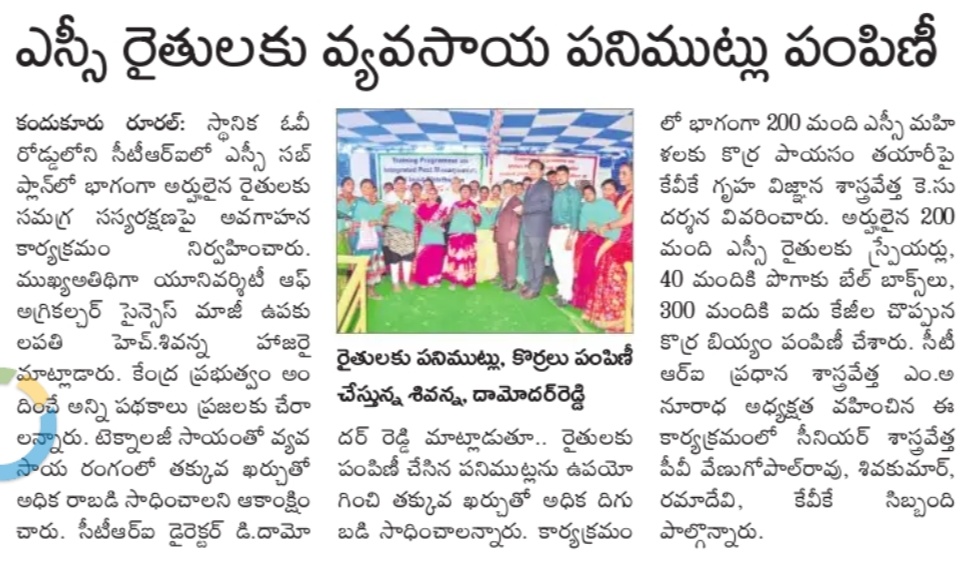 ఎస్సీ రైతులకు వ్యవసాయ పనిముట్లు పంపిణీ
కందుకూరు రూరల్: స్థానిక ఓవీ
రోడ్డులోని సీటీఆర్ఐలో ఎస్సీ సబ్
ప్లాన్‌లో భాగంగా అర్హులైన రైతులకు
సమగ్ర సస్యరక్షణపై అవగాహన
కార్యక్రమం నిర్వహించారు.
ముఖ్యఅతిథిగా యూనివర్శిటీ ఆఫ్
అగ్రికల్చర్ సైన్సెస్ మాజీ ఉపకు
లపతి హెచ్.శివన్న హాజరై
మాట్లాడారు. కేంద్ర ప్రభుత్వం అం
దించే అన్ని పథకాలు ప్రజలకు చేరా
లన్నారు. టెక్నాలజీ సాయంతో వ్యవ
సాయ రంగంలో తక్కువ ఖర్చుతో
అధిక రాబడి సాధించాలని ఆకాంక్షిం
చారు. సీటీఆర్ఐ డైరెక్టర్ డి.దామో
Training Programme on
Integrated Pest Management
రైతులకు పనిముట్లు, కొర్రలు పంపిణీ
చేస్తున్న శివన్న, దామోదర్‌రెడ్డి
దర్ రెడ్డి మాట్లాడుతూ.. రైతులకు
పంపిణీ చేసిన పనిముట్లను ఉపయో
గించి తక్కువ ఖర్చుతో అధిక దిగు
బడి సాధించాలన్నారు. కార్యక్రమం
లో భాగంగా 200 మంది ఎస్సీ మహి
ళలకు కొర్ర పాయసం తయారీపై
కేవీకే గృహ విజ్ఞాన శాస్త్రవేత్త కె.సు
దర్శన వివరించారు. అర్హులైన 200
మంది ఎస్సీ రైతులకు స్ప్రేయర్లు,
40 మందికి పొగాకు బేల్ బాక్స్‌లు,
300 మందికి ఐదు కేజీల చొప్పున
కొర్ర బియ్యం పంపిణీ చేశారు. సీటీ
ఆర్ఐ ప్రధాన శాస్త్రవేత్త ఎం.అ
నూరాధ అధ్యక్షత వహించిన ఈ
కార్యక్రమంలో సీనియర్ శాస్త్రవేత్త
పీవీ వేణుగోపాల్‌రావు, శివకుమార్,
రమాదేవి, కేవీకే సిబ్బంది
పాల్గొన్నారు.